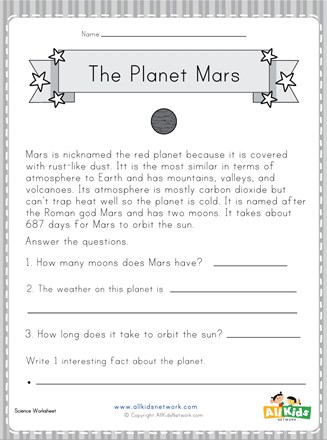 Name
The Planet Mars
Mars is nicknamed the red planet because it is covered
with rust-like dust. Itt is the most similar in terms of
atmosphere to Earth and has mountains, valleys, and
volcanoes. Its atmosphere is mostly carbon dioxide but
can't trap heat well so the planet is cold. It is named after
the Roman god Mars and has two moons. It takes about
687 days for Mars to orbit the sun.
Answer the questions.
1. How many moons does Mars have?
2. The weather on this planet is
3. How long does it take to orbit the sun?
Write 1 interesting fact about the planet.
Science Worksheet
www.allkidsnetwork.com
© Copyright AllKidsNetwork.com
All Kids
NETWORK